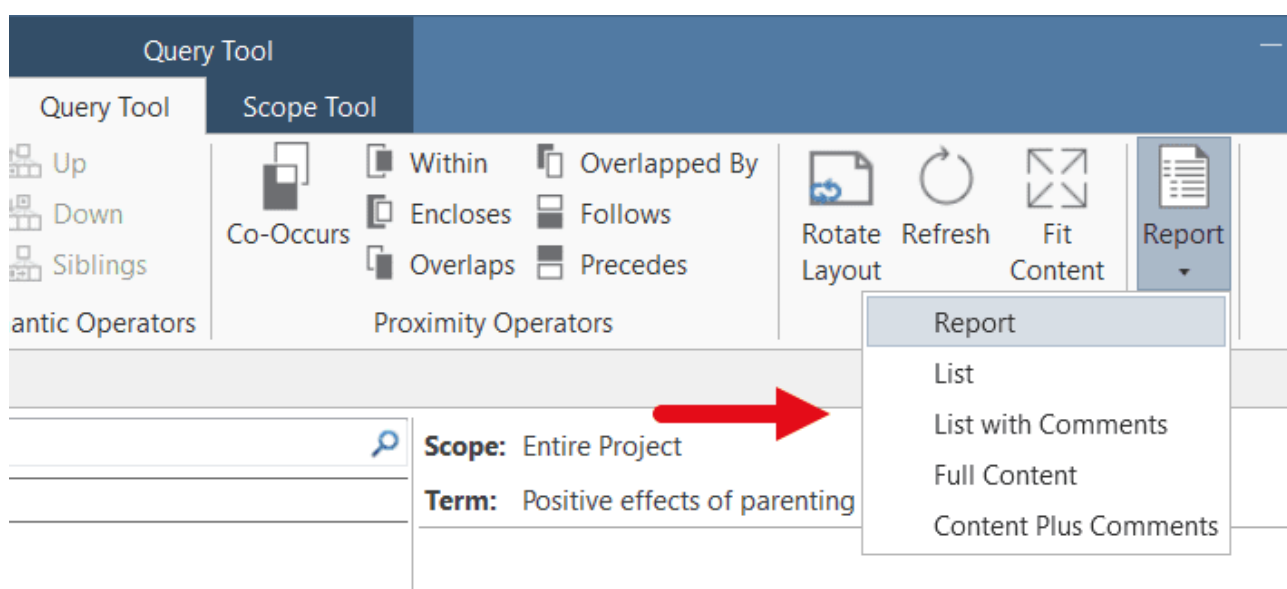 Query Tool
Query Tool Scope Tool
Up
Down
Siblings
antic Operators
Co-Occurs
Within
Encloses
Overlaps
Overlapped By
Follows
Precedes
Proximity Operators
Rotate Layout
Refresh
Fit Content
Report
Report
List
List with Comments
Full Content
Content Plus Comments
Scope: Entire Project
Term: Positive effects of parenting